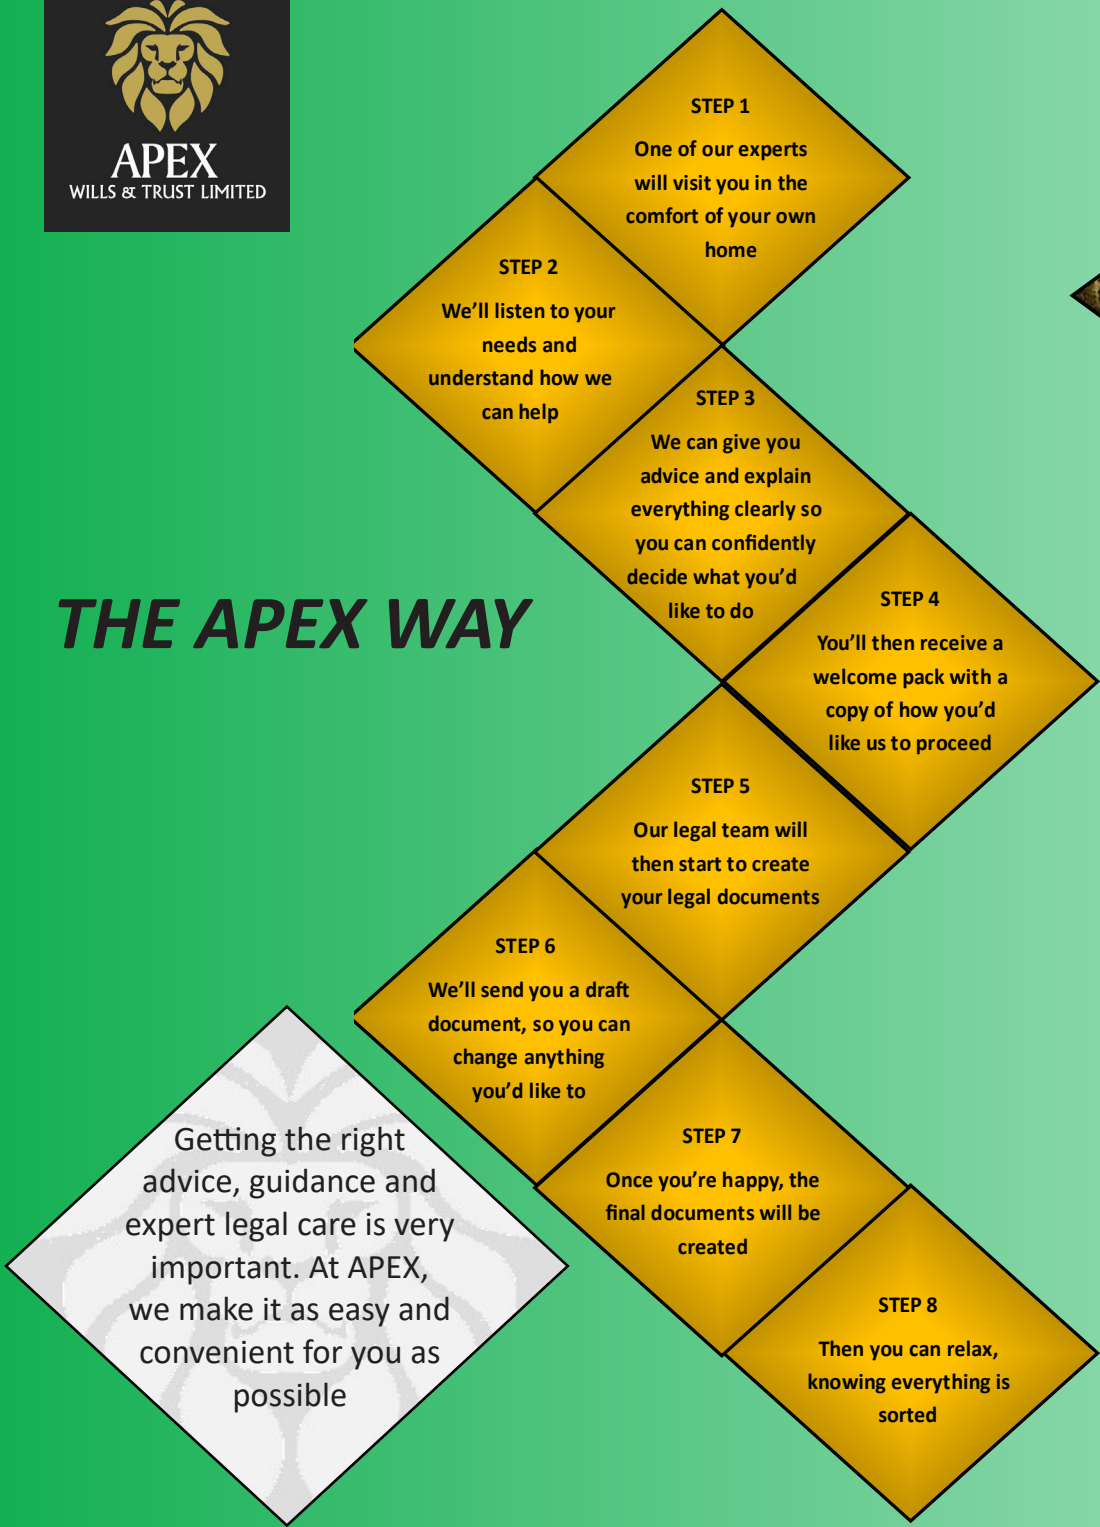 APEX
WILLS & TRUST LIMITED
STEP 1
One of our experts
will visit you in the
comfort of your own
home
STEP 2
We’ll listen to your
needs and
understand how we
can help
STEP 3
We can give you
advice and explain
everything clearly so
you can confidently
decide what you’d
like to do
THE APEX WAY
STEP 4
You’ll then receive a
welcome pack with a
copy of how you’d
like us to proceed
STEP 5
Our legal team will
then start to create
your legal documents
STEP 6
We’ll send you a draft
document, so you can
change anything
you’d like to
STEP 7
Once you’re happy, the
final documents will be
created
STEP 8
Then you can relax,
knowing everything is
sorted
Getting the right
advice, guidance and
expert legal care is very
important. At APEX,
we make it as easy and
convenient for you as
possible